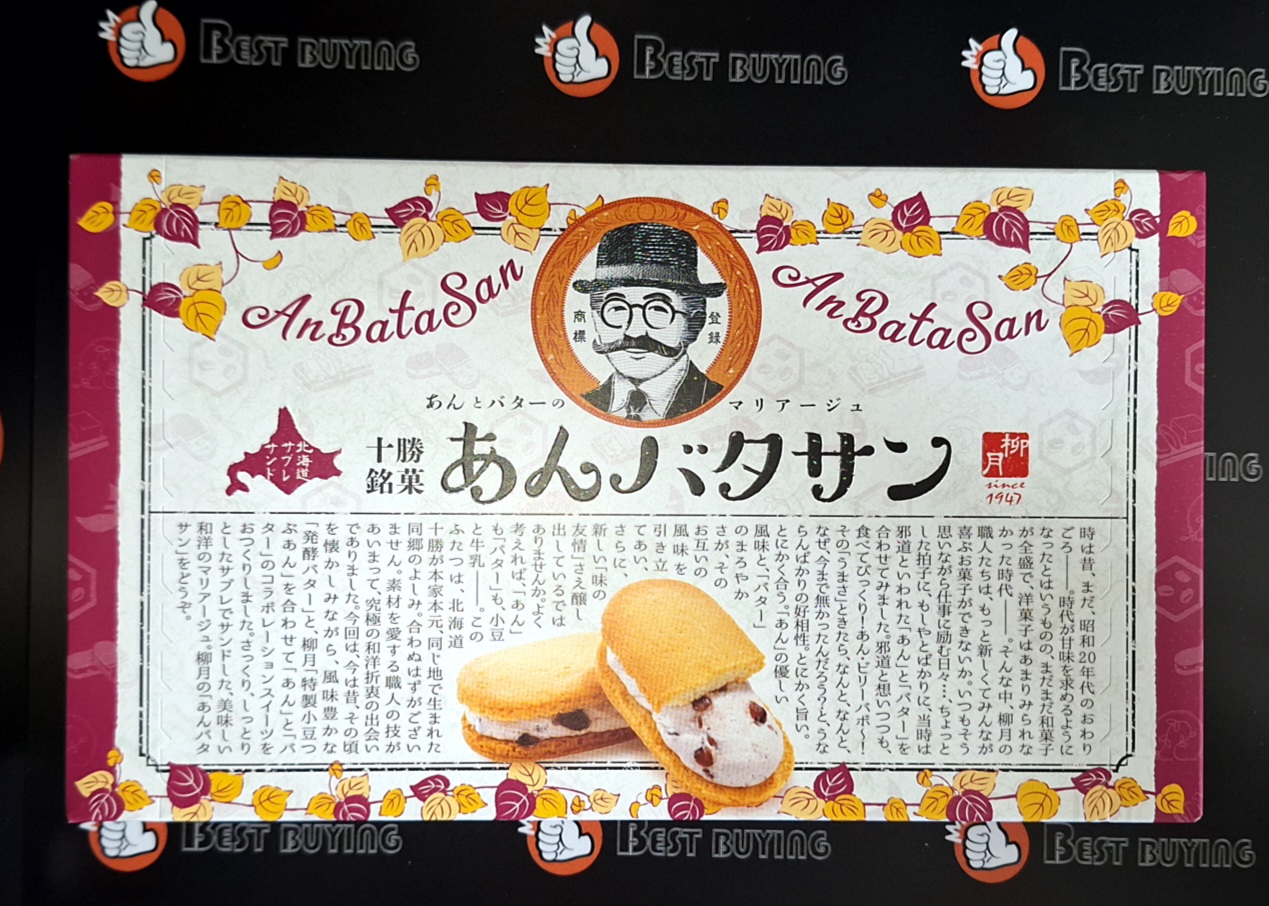 BEST BUYING
BEST BUYING
BEST BUYING
AnBataSan
商標
登録
AnBataSan
あんとバターの
マリアージュ
北海道
サブレ
サンド
十勝
銘菓
あんバタサン
柳月
since
1947
時は昔、まだ、昭和20年代のおわり
ごろ――。時代が甘味を求めるように
なったとはいうものの、まだまだ和菓子
が全盛で、洋菓子はあまりみられな
かった時代――。そんな中、柳月の
職人たちは、もっと新しくてみんなが
喜ぶお菓子ができないか。いつもそう
思いながら仕事に励む日々…、ちょっと
した拍子に、もしやとばかりに、当時は
邪道といわれた「あん」と「バター」を
合わせてみました。邪道と想いつつも、
食べてびっくり!あん・ビリーバボ〜!
そのうまさときたら、なんと、なんと、
なぜ、今まで無かったんだろう?と、うな
らんばかりの好相性。とにかく旨い。
とにかく合う。「あん」の優しい
風味と、「バター」
のまろやか
さが、その
お互いの
風味を
引き立
てあい、
さらに、
新しい「味の
友情」さえ醸し
出しているでは
ありませんか。よく
考えれば、「あん」
も「バター」も、小豆
と牛乳――。この
ふたつは、北海道
十勝が本家本元、同じ地で生まれた
同郷のよしみ、合わぬはずがござい
ません。素材を愛する職人の技が
あいまって、究極の和洋折衷の出会い
でありました。今回は、今は昔、その頃
を懐かしみながら、風味豊かな
「発酵バター」と、柳月「特製小豆つ
ぶあん」を合わせて「あん」と、「バ
ター」のコラボレーションスイーツを
おつくりしました。さっくり、しっとり
としたサブレでサンドした、美味しい
和洋のマリアージュ。柳月の「あんバタ
サン」をどうぞ。
ING
BEST BUYING
BEST BUYING
BEST BUYING